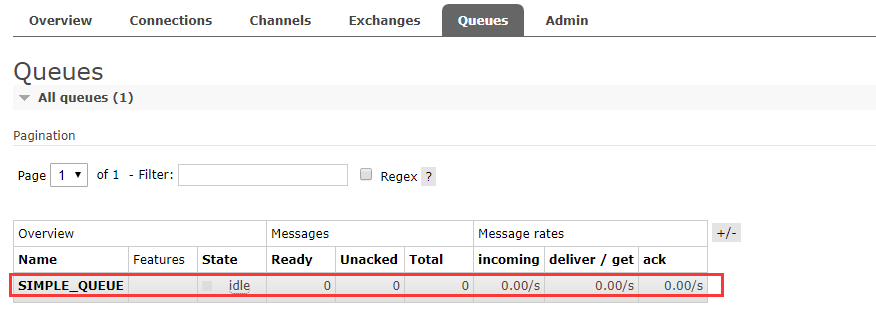 Overview Connections Channels Exchanges Queues Admin
Queues
All queues (1)
Pagination
Page 1 of 1 - Filter: Regex ?
Overview Messages Message rates +/-
Name Features State Ready Unacked Total incoming deliver / get ack
SIMPLE_QUEUE idle 0 0 0 0.00/s 0.00/s 0.00/s